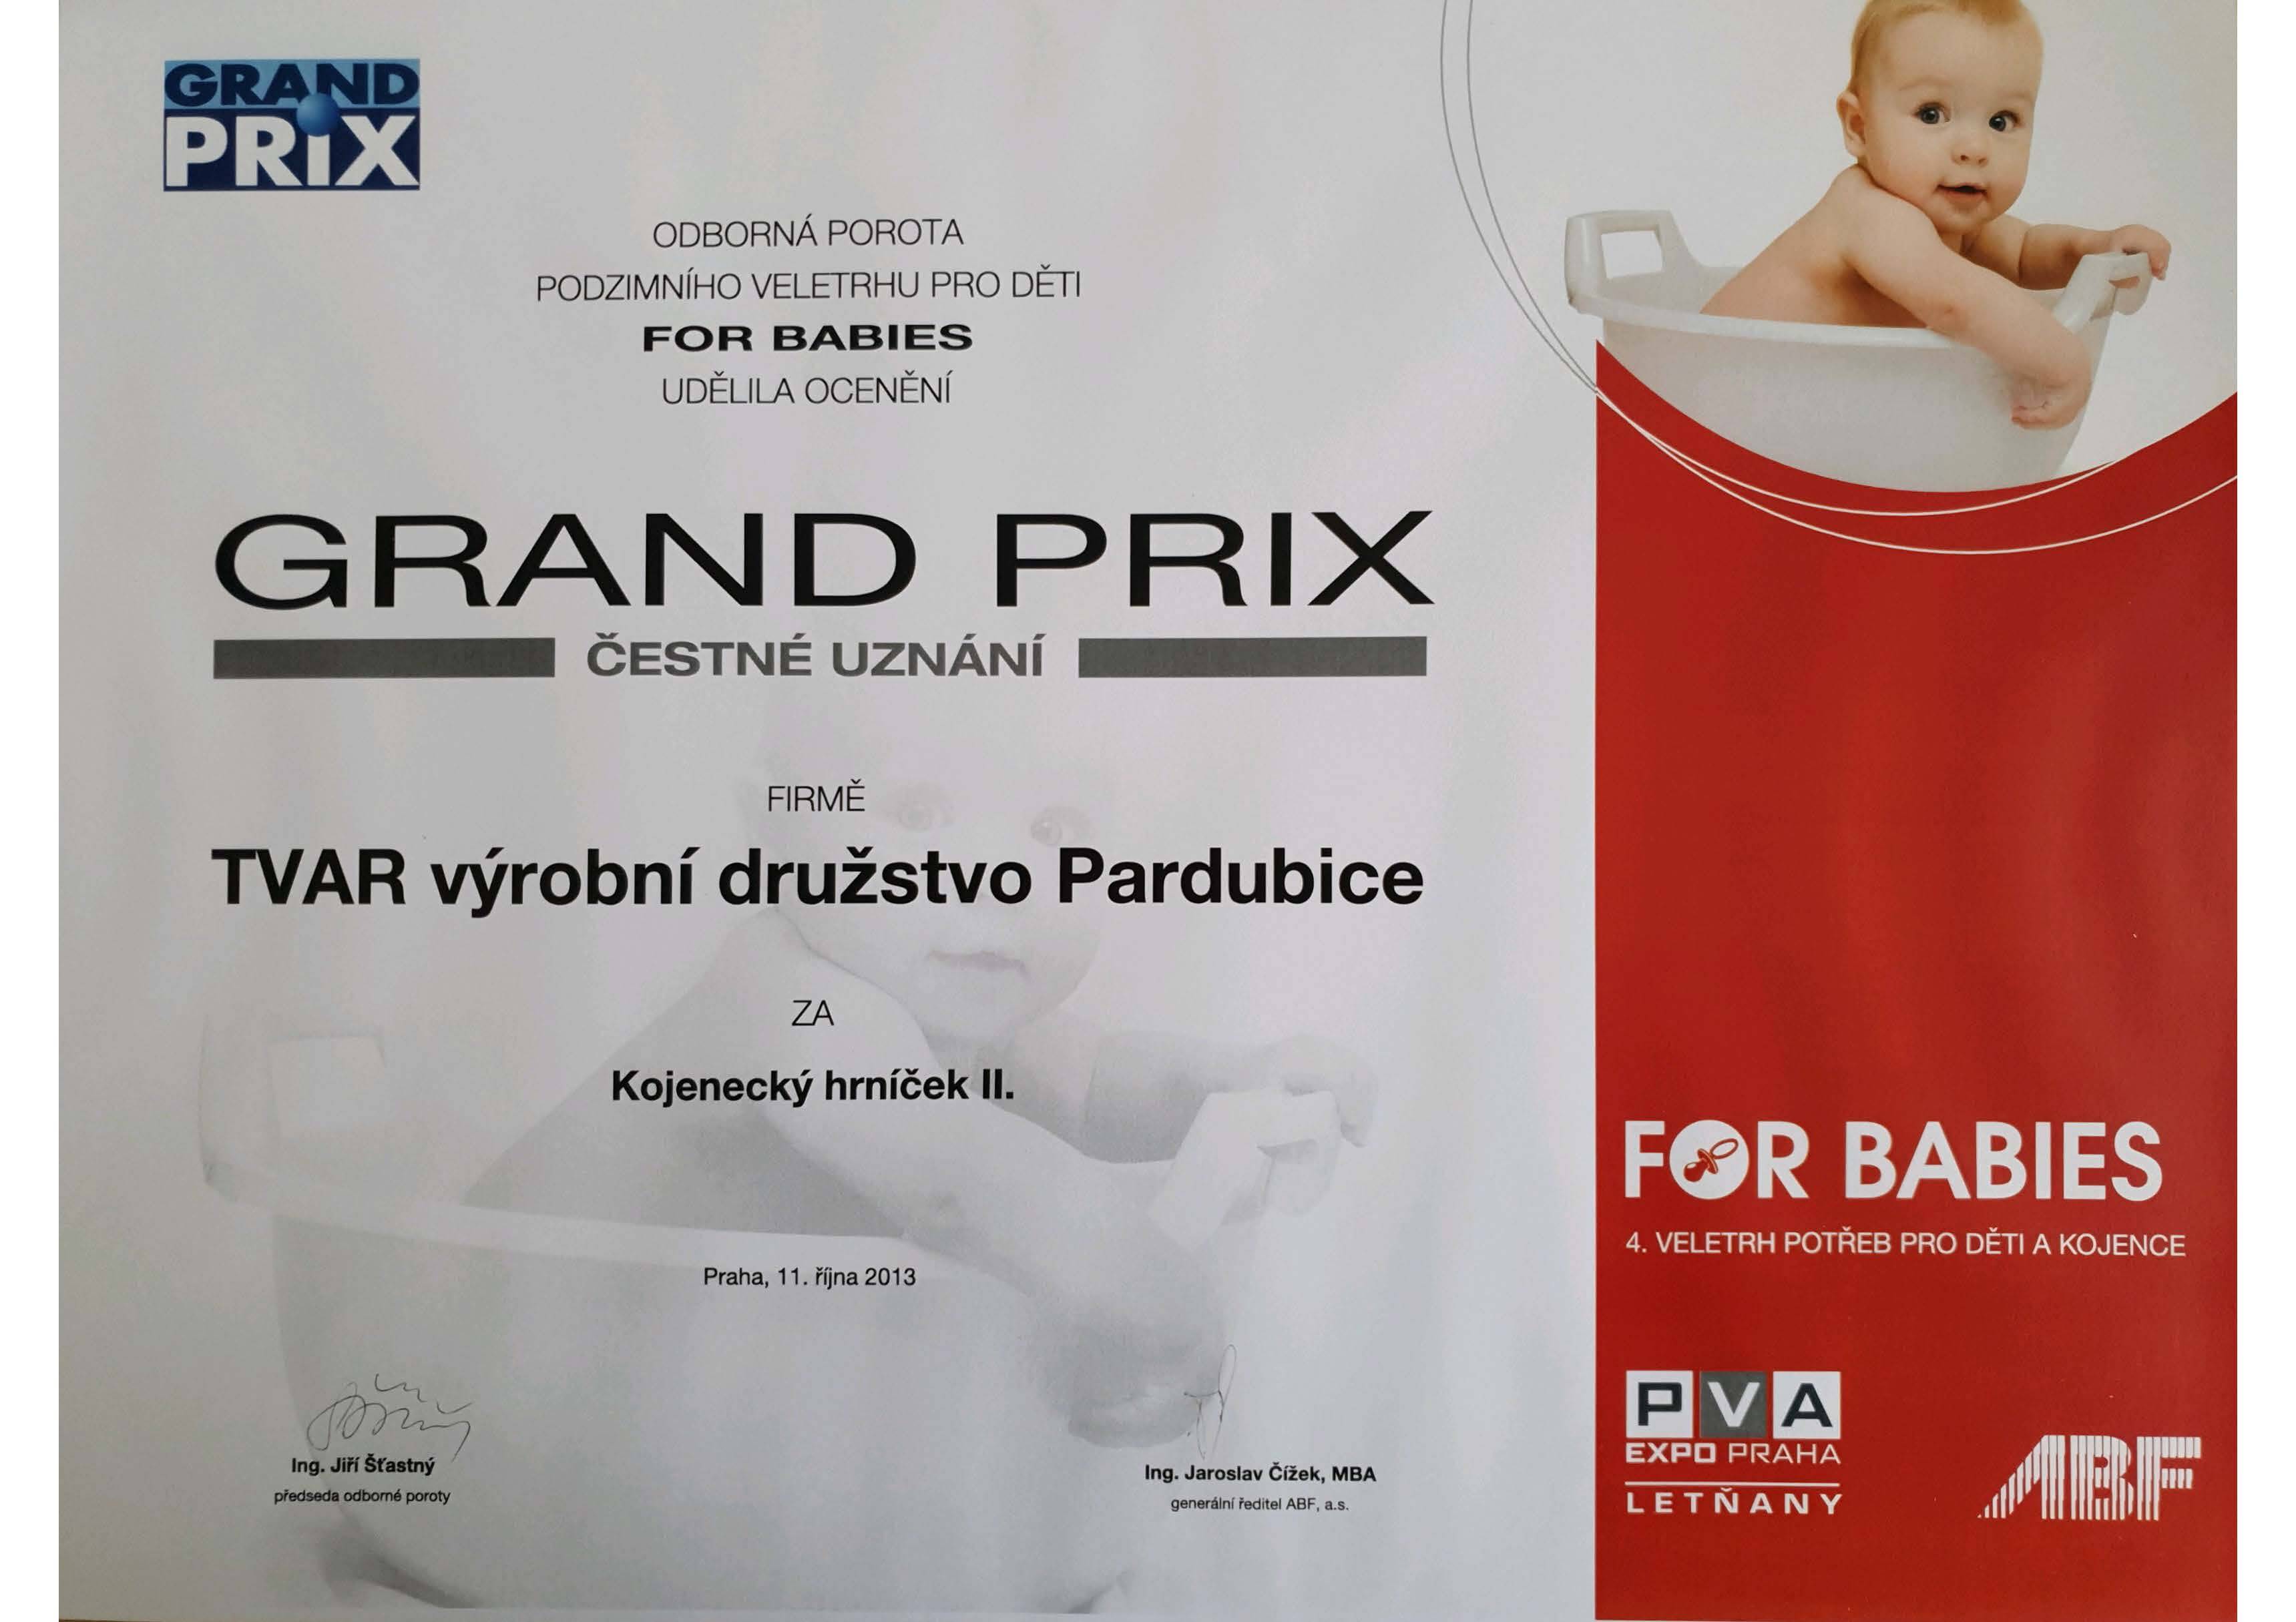 GRAND
PRiX
ODBORNÁ POROTA
PODZIMNÍHO VELETRHU PRO DĚTI
FOR BABIES
UDĚLILA OCENĚNÍ
GRAND PRIX
ČESTNÉ UZNÁNÍ
FIRMĚ
TVAR výrobní družstvo Pardubice
ZA
Kojenecký hrníček II.
Praha, 11. října 2013
Ing. Jiří Šťastný
předseda odborné poroty
Ing. Jaroslav Čížek, MBA
generální ředitel ABF, a.s.
FOR BABIES
4. VELETRH POTŘEB PRO DĚTI A KOJENCE
PVA
EXPO PRAHA
LETŇANY
ABF